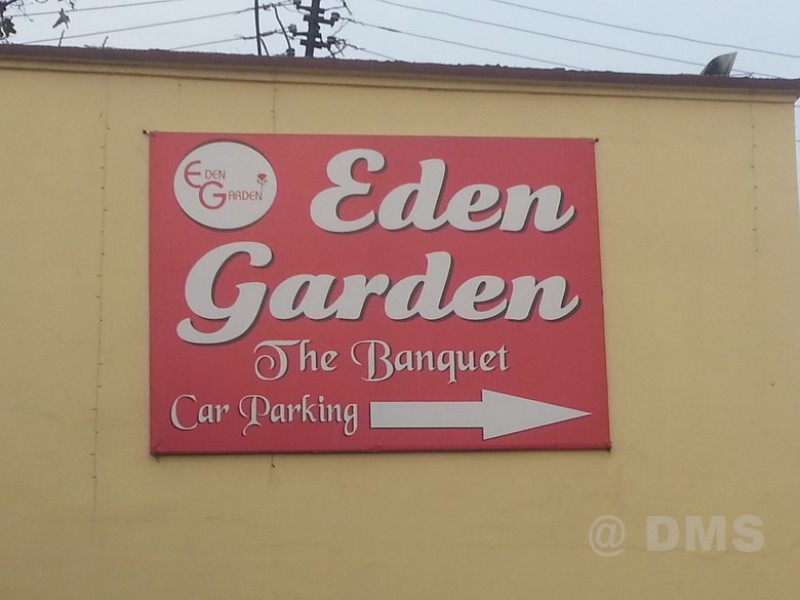 EDEN
GARDEN
Eden
Garden
The Banquet
Car Parking
@ DMS